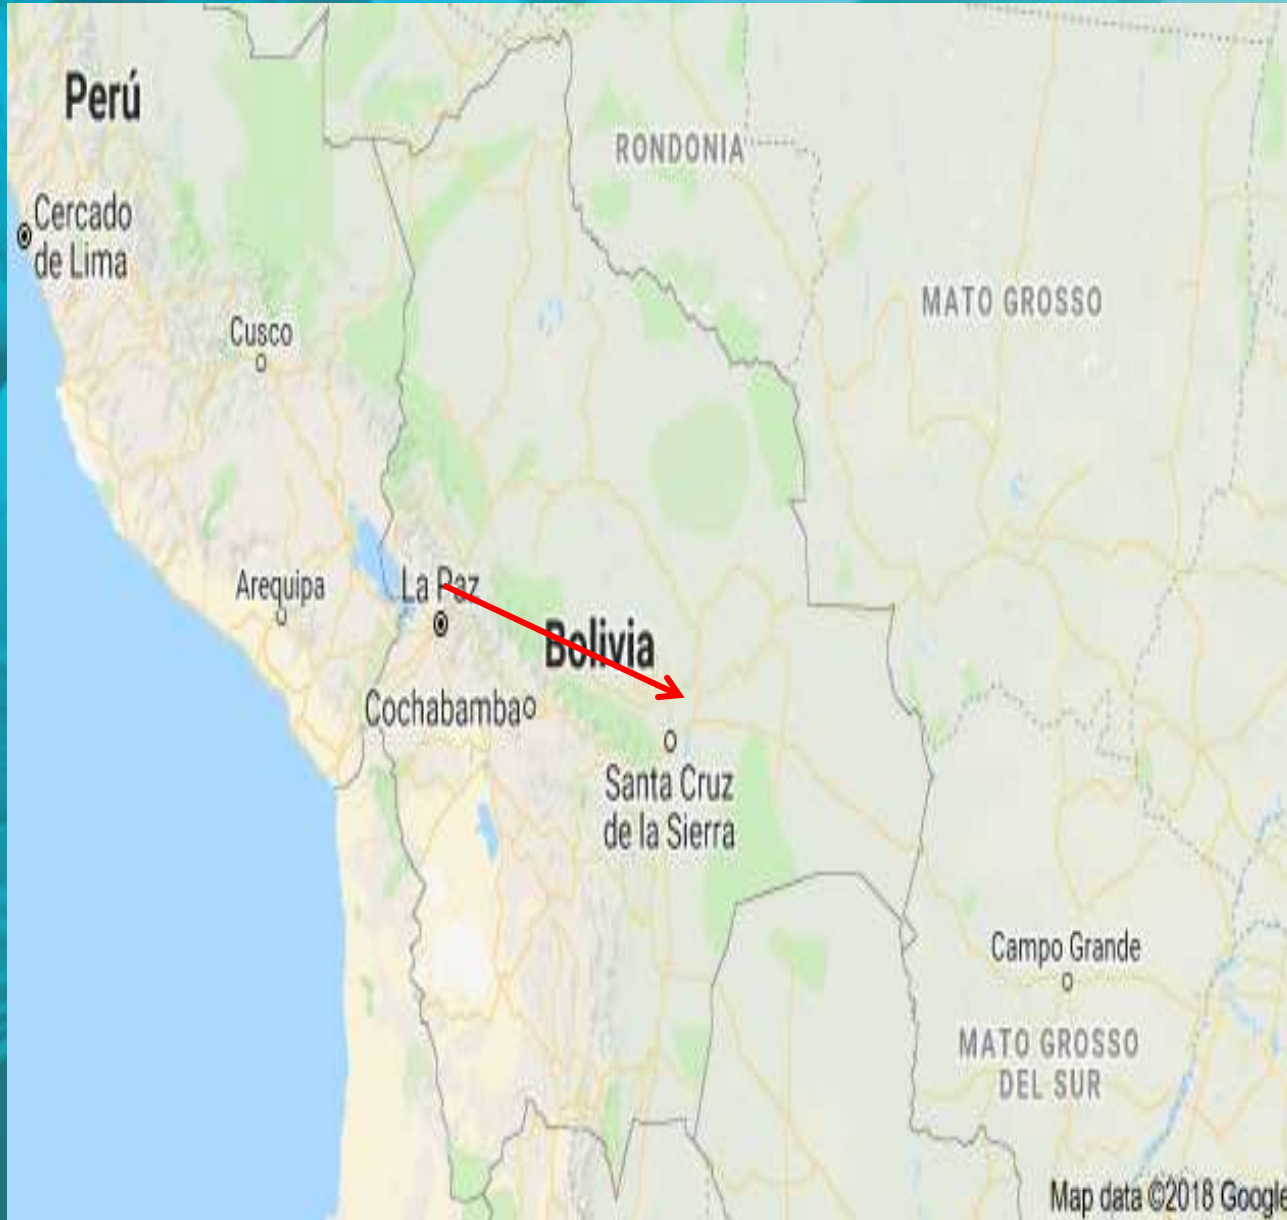 Perú
RONDONIA
Cercado
de Lima
MATO GROSSO
Cusco
Arequipa
La Paz
Bolivia
Cochabamba
Santa Cruz
de la Sierra
Campo Grande
MATO GROSSO
DEL SUR
Map data ©2018 Google